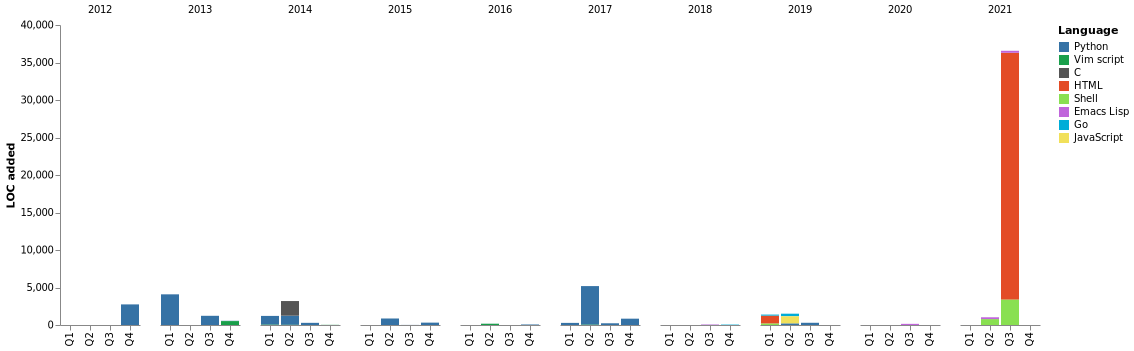 2012 2013 2014 2015 2016 2017 2018 2019 2020 2021
LOC added
40,000
35,000
30,000
25,000
20,000
15,000
10,000
5,000
0
Q1 Q2 Q3 Q4 Q1 Q2 Q3 Q4 Q1 Q2 Q3 Q4 Q1 Q2 Q3 Q4 Q1 Q2 Q3 Q4 Q1 Q2 Q3 Q4 Q1 Q2 Q3 Q4 Q1 Q2 Q3 Q4 Q1 Q2 Q3 Q4 Q1 Q2 Q3 Q4
Language
Python
Vim script
C
HTML
Shell
Emacs Lisp
Go
JavaScript